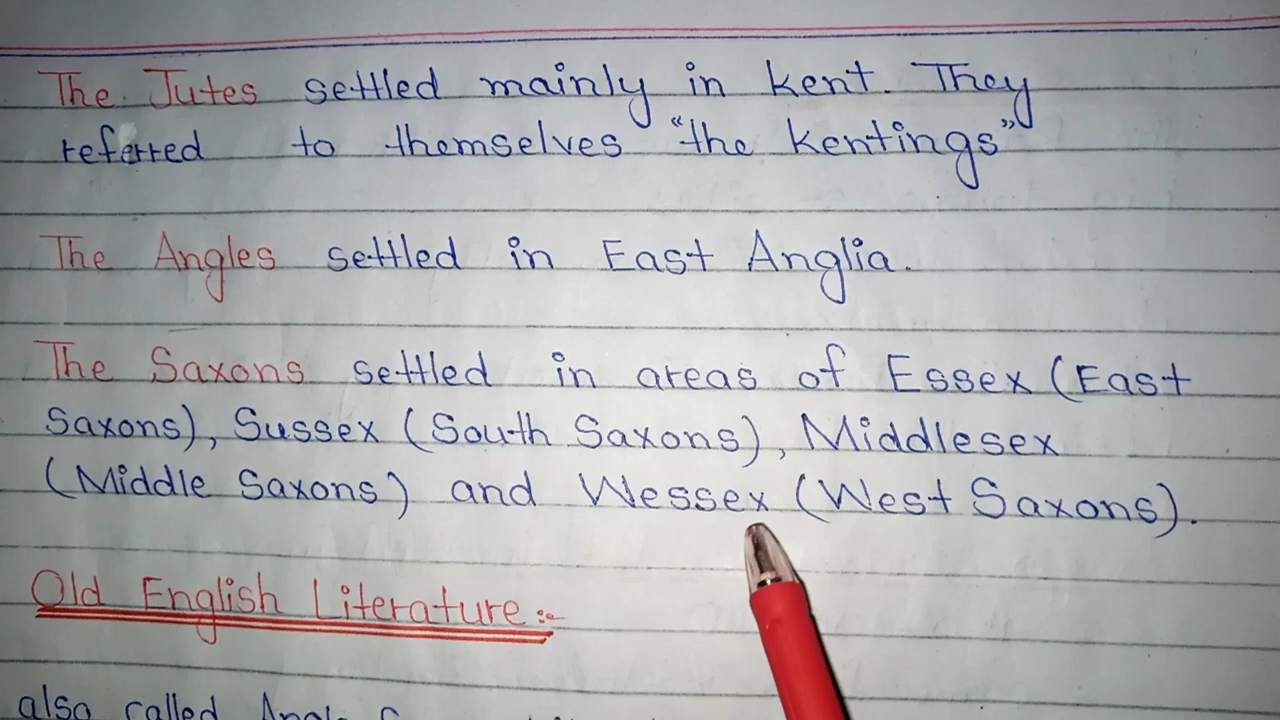 The Jutes settled mainly in Kent. They
referred to themselves "the Kentings"
The Angles settled in East Anglia.
The Saxons settled in areas of Essex (East
Saxons), Sussex (South Saxons), Middlesex
(Middle Saxons) and Wessex (West Saxons).
Old English Literature :-
also called